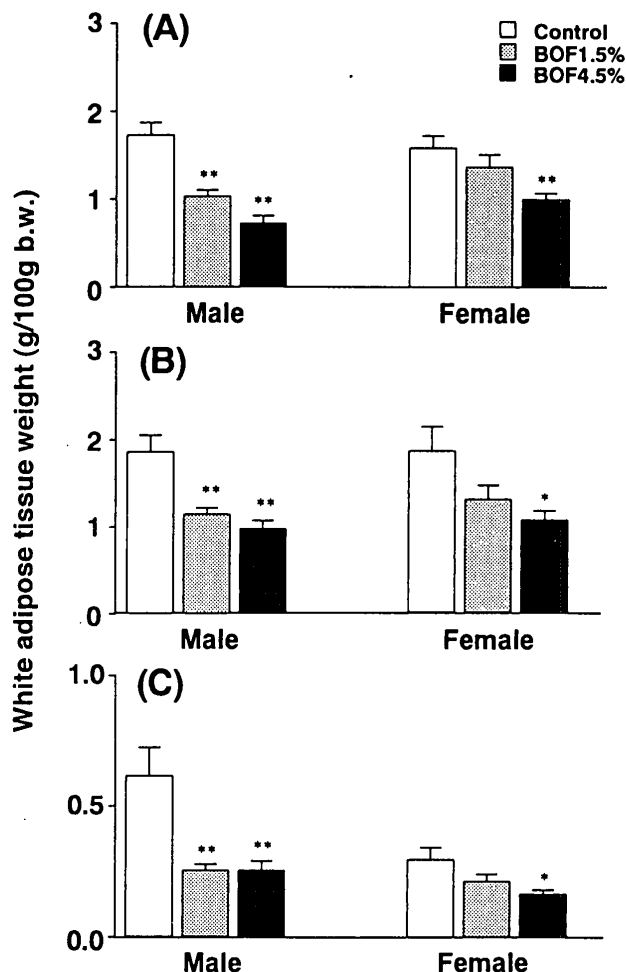 White adipose tissue weight (g/100g b.w.)
(A)
Control
BOF1.5%
BOF4.5%
3
2
1
0
** ** **
Male Female
(B)
3
2
1
0
** ** *
Male Female
(C)
1.0
0.5
0.0
** ** *
Male Female